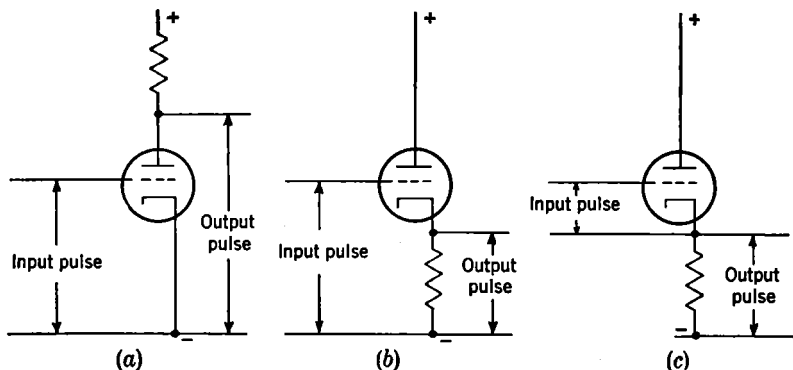 +
Output
pulse
Input pulse
−
(a)
+
Input pulse
Output
pulse
−
(b)
+
Input pulse
Output
pulse
−
(c)